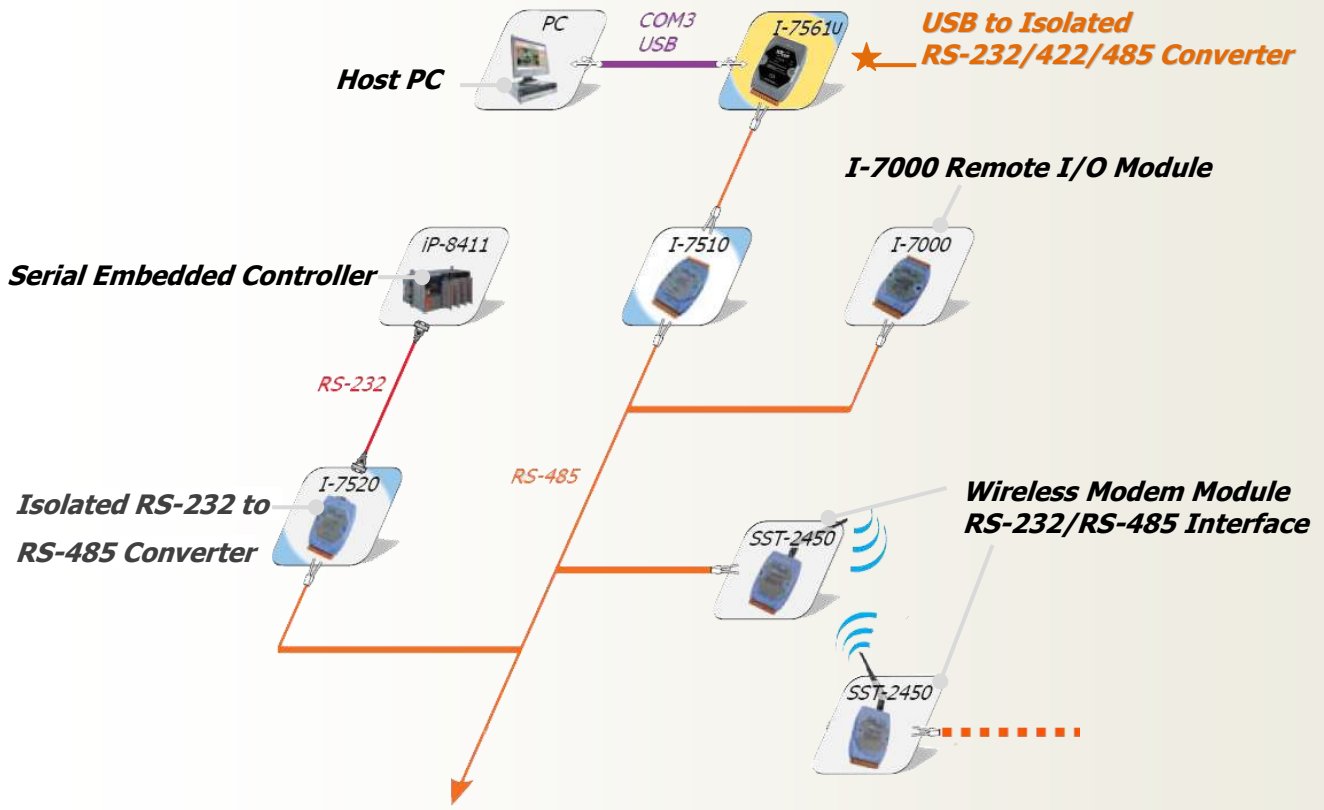 PC
COM3
USB
I-7561U
USB to Isolated
RS-232/422/485 Converter
Host PC
I-7000 Remote I/O Module
iP-8411
I-7510
I-7000
Serial Embedded Controller
RS-232
I-7520
RS-485
Isolated RS-232 to
RS-485 Converter
Wireless Modem Module
RS-232/RS-485 Interface
SST-2450
SST-2450